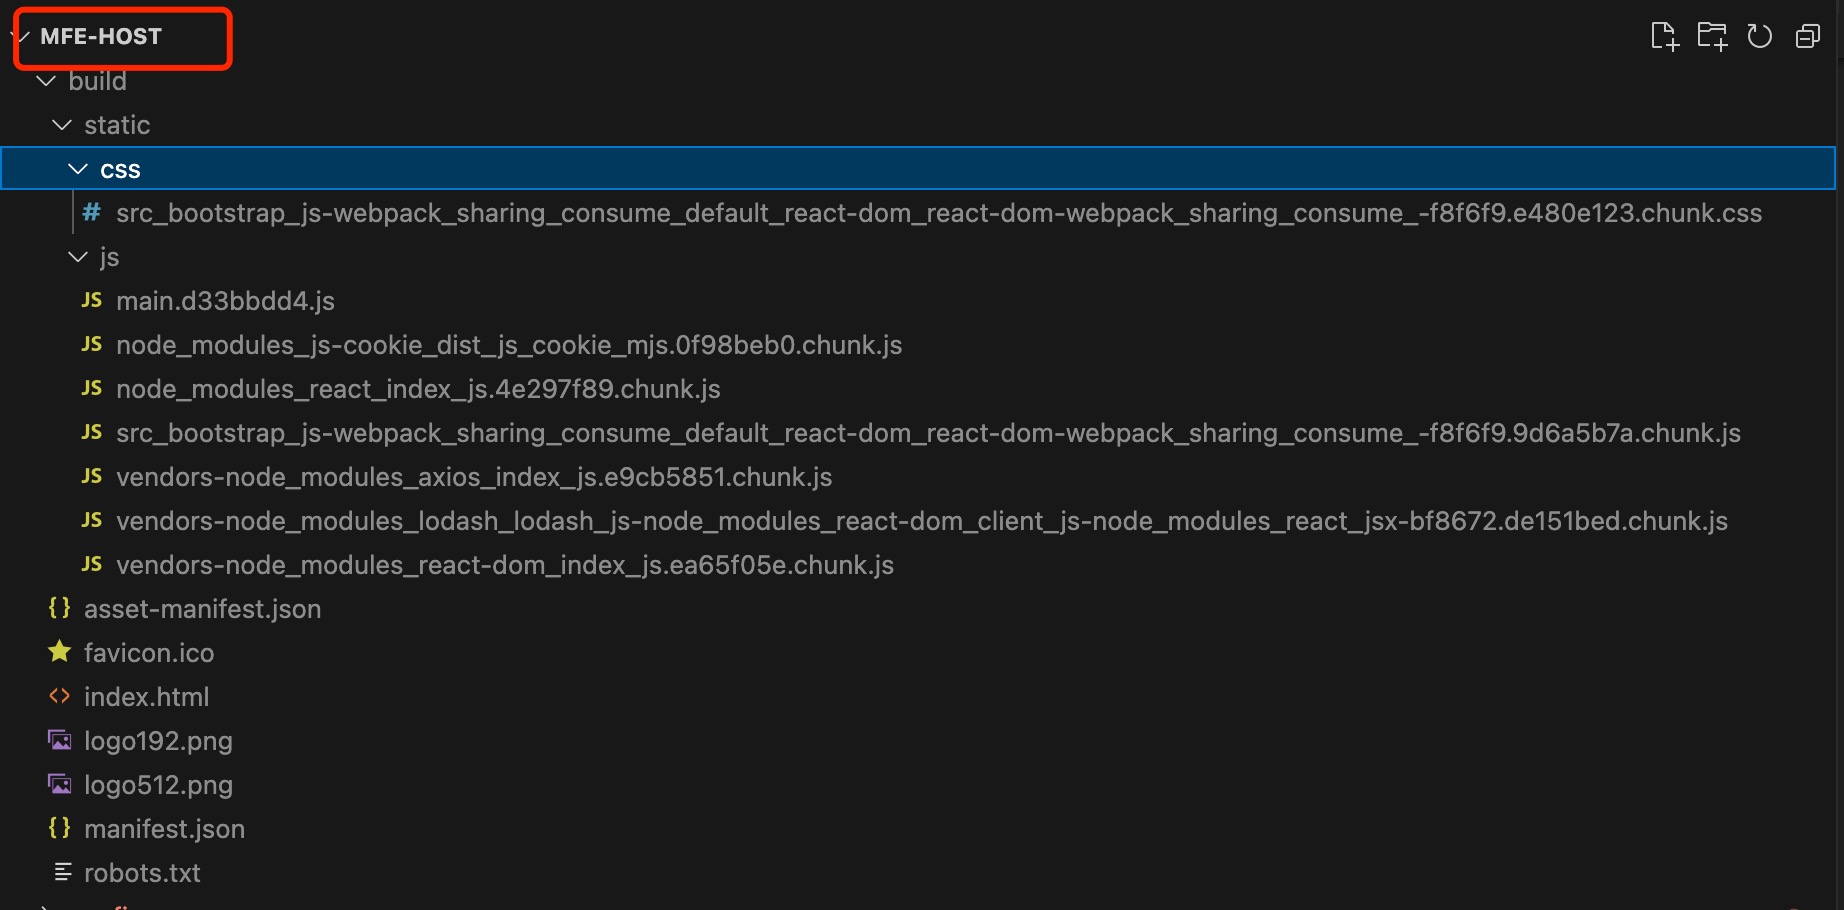 MFE-HOST
build
static
css
# src_bootstrap_js-webpack_sharing_consume_default_react-dom_react-dom-webpack_sharing_consume_-f8f6f9.e480e123.chunk.css
js
JS main.d33bbdd4.js
JS node_modules_js-cookie_dist_js_cookie_mjs.0f98beb0.chunk.js
JS node_modules_react_index_js.4e297f89.chunk.js
JS src_bootstrap_js-webpack_sharing_consume_default_react-dom_react-dom-webpack_sharing_consume_-f8f6f9.9d6a5b7a.chunk.js
JS vendors-node_modules_axios_index_js.e9cb5851.chunk.js
JS vendors-node_modules_lodash_lodash_js-node_modules_react-dom_client_js-node_modules_react_jsx-bf8672.de151bed.chunk.js
JS vendors-node_modules_react-dom_index_js.ea65f05e.chunk.js
{} asset-manifest.json
favicon.ico
<> index.html
logo192.png
logo512.png
{} manifest.json
robots.txt